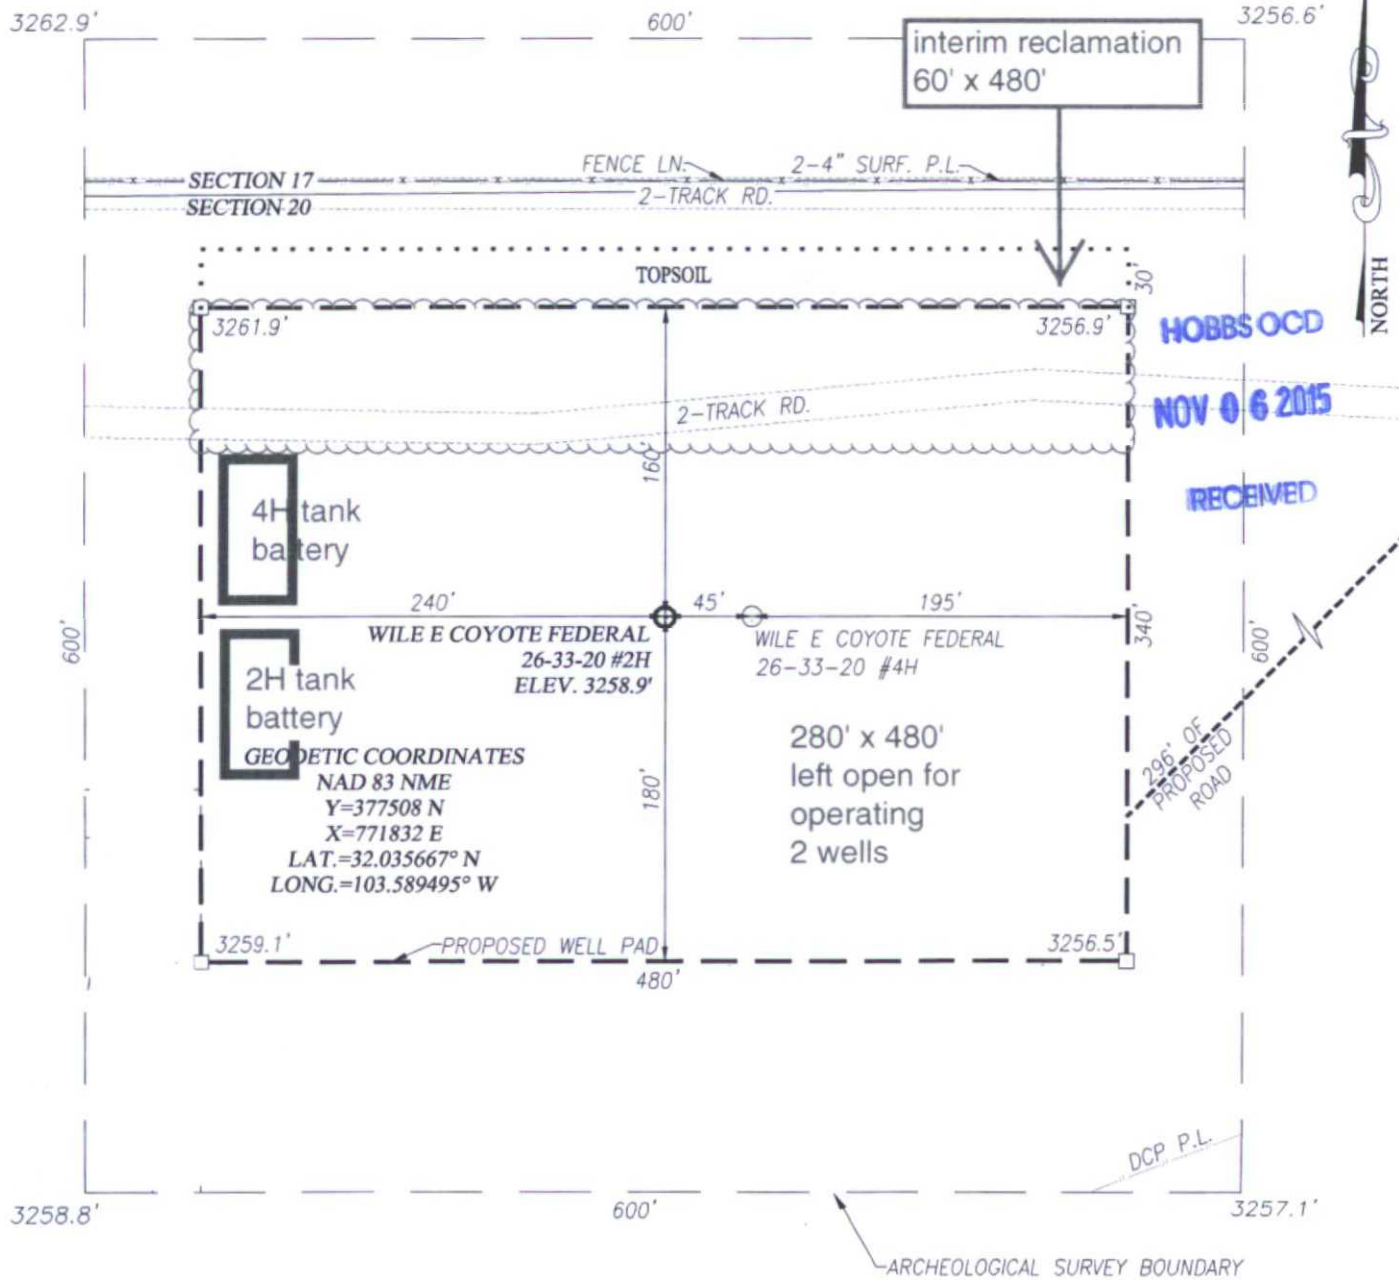 3262.9'
600'
3256.6'
interim reclamation
60' x 480'
FENCE LN.
2-4" SURF. P.L.
SECTION 17
2-TRACK RD.
SECTION 20
TOPSOIL
30'
NORTH
3261.9'
3256.9'
HOBBS OCD
NOV 06 2015
RECEIVED
2-TRACK RD.
160'
4H tank
battery
240'
45'
195'
600'
WILE E COYOTE FEDERAL
26-33-20 #2H
ELEV. 3258.9'
WILE E COYOTE FEDERAL
26-33-20 #4H
340'
600'
2H tank
battery
GEODETIC COORDINATES
NAD 83 NME
Y=377508 N
X=771832 E
LAT.=32.035667° N
LONG.=103.589495° W
180'
280' x 480'
left open for
operating
2 wells
296' OF
PROPOSED
ROAD
3259.1'
PROPOSED WELL PAD
3256.5'
480'
DCP P.L.
3258.8'
600'
3257.1'
ARCHEOLOGICAL SURVEY BOUNDARY